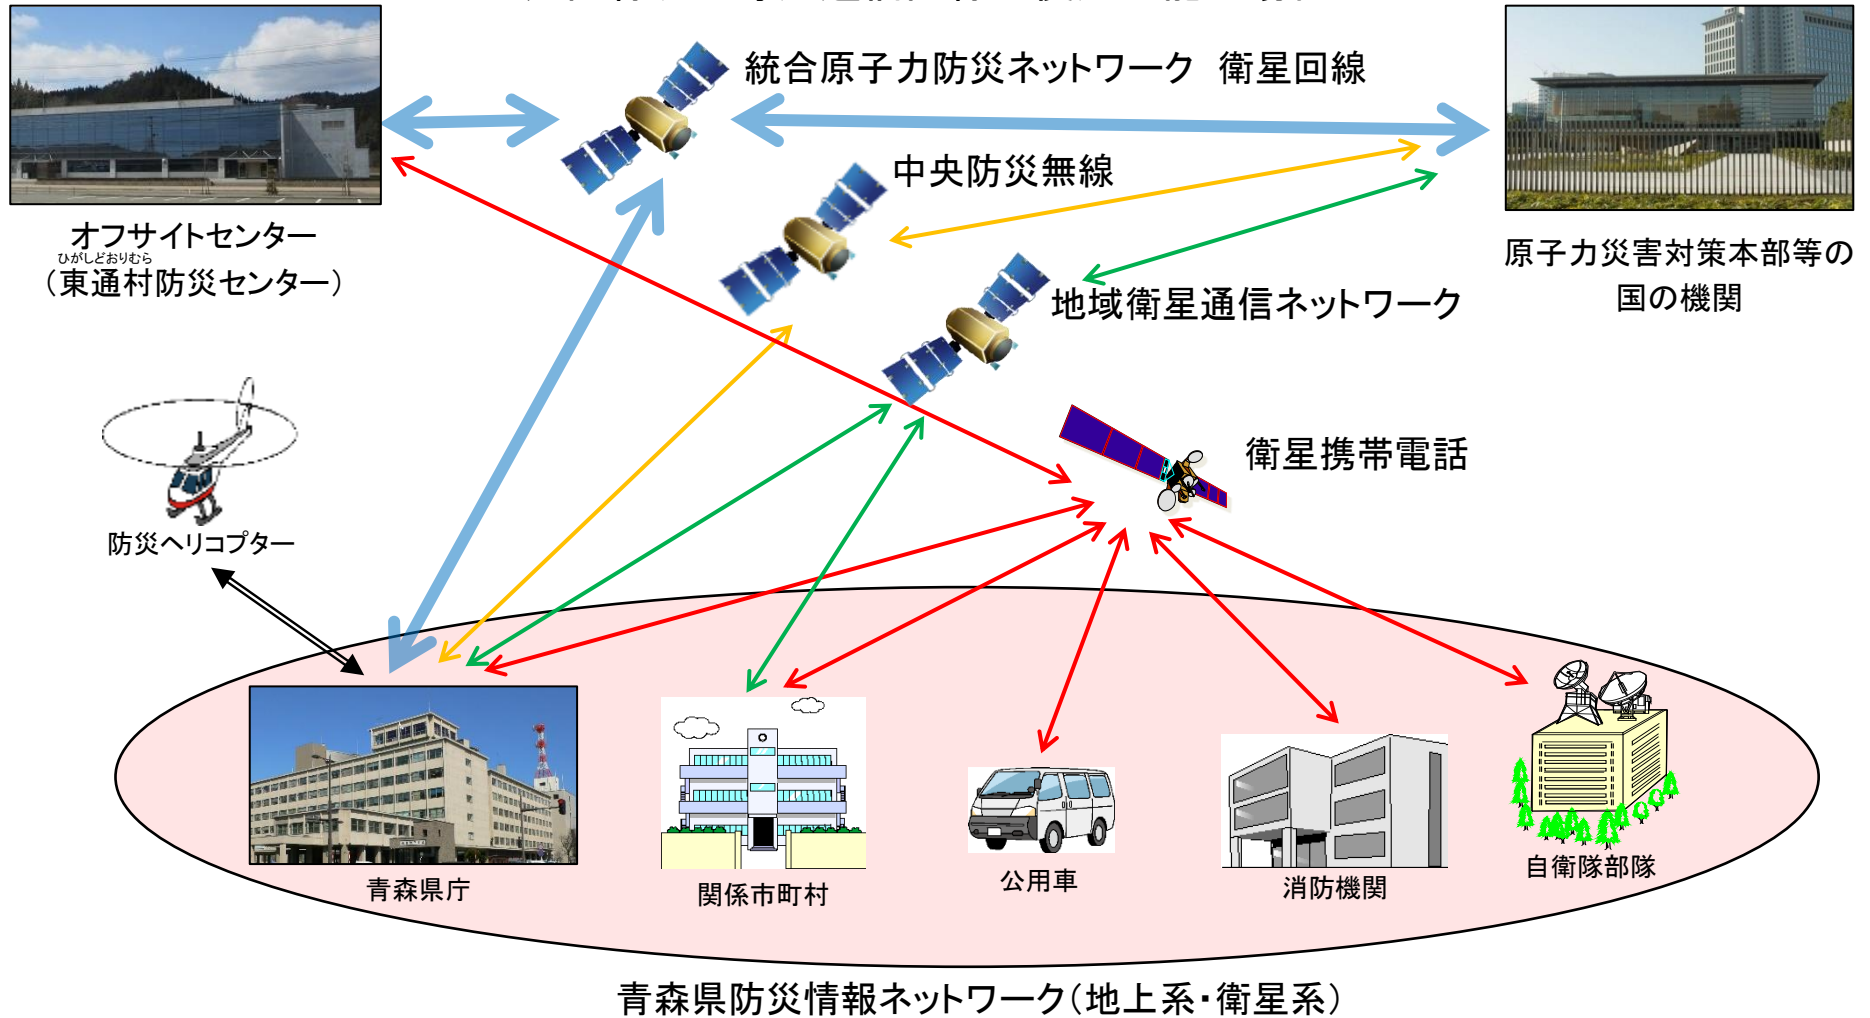 統合原子力防災ネットワーク 衛星回線
中央防災無線
オフサイトセンター
ひがしどおりむら
（東通村防災センター）
原子力災害対策本部等の
国の機関
地域衛星通信ネットワーク
衛星携帯電話
防災ヘリコプター
青森県庁
関係市町村
公用車
消防機関
自衛隊部隊
青森県防災情報ネットワーク（地上系・衛星系）